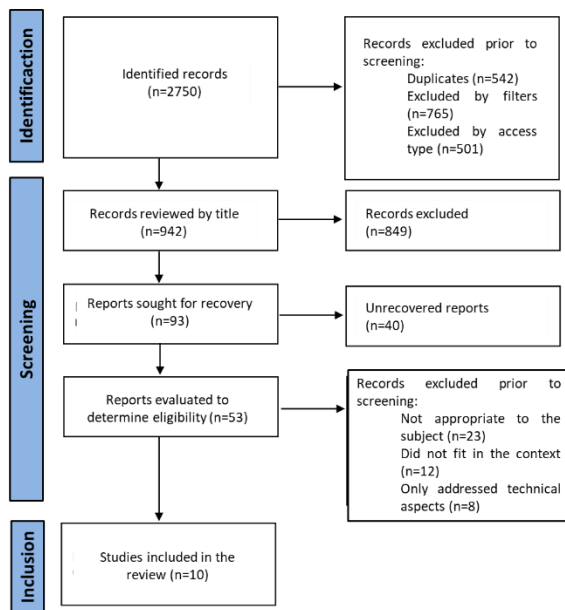 Identificaction
Identified records
(n=2750)
Records excluded prior to
screening:
Duplicates (n=542)
Excluded by filters
(n=765)
Excluded by access
type (n=501)
Screening
Records reviewed by title
(n=942)
Records excluded
(n=849)
Reports sought for recovery
(n=93)
Unrecovered reports
(n=40)
Reports evaluated to
determine eligibility (n=53)
Records excluded prior to
screening:
Not appropriate to the
subject (n=23)
Did not fit in the context
(n=12)
Only addressed technical
aspects (n=8)
Inclusion
Studies included in the
review (n=10)